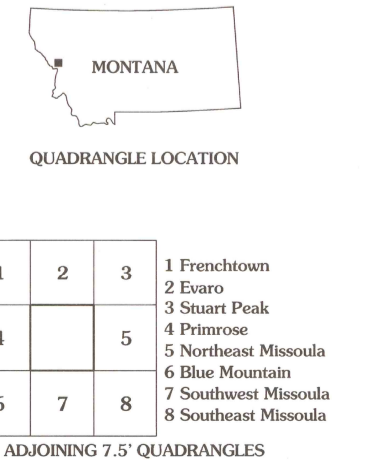 MONTANA
QUADRANGLE LOCATION
1 2 3
4 5
6 7 8
1 Frenchtown
2 Evaro
3 Stuart Peak
4 Primrose
5 Northeast Missoula
6 Blue Mountain
7 Southwest Missoula
8 Southeast Missoula
ADJOINING 7.5' QUADRANGLES